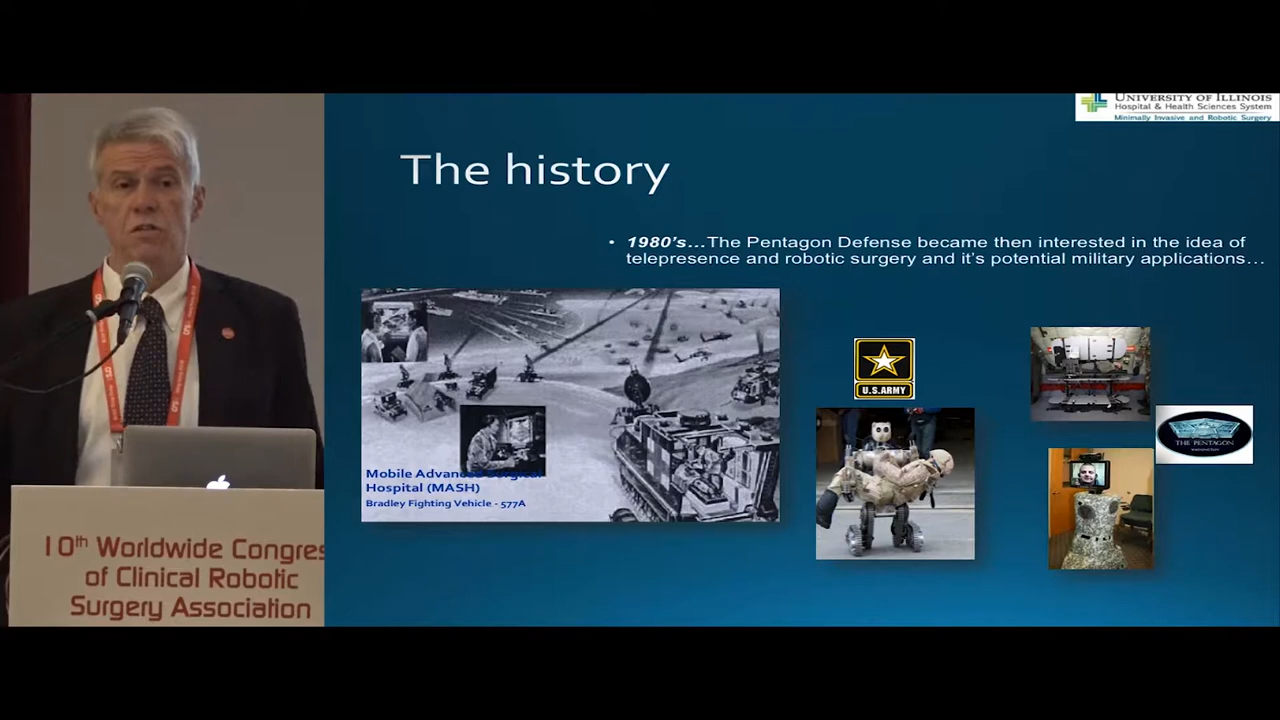 UNIVERSITY OF ILLINOIS
Hospital & Health Sciences System
Minimally Invasive and Robotic Surgery
The history
• 1980's...The Pentagon Defense became then interested in the idea of
telepresence and robotic surgery and it's potential military applications...
Mobile Advanced Surgical
Hospital (MASH)
Bradley Fighting Vehicle - 577A
U.S.ARMY
THE PENTAGON
10th Worldwide Congres
of Clinical Robotic
Surgery Association